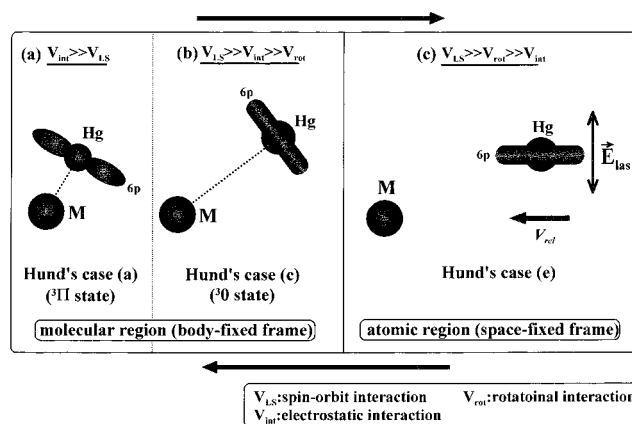 (a) V_int>>V_LS
(b) V_LS>>V_int>>V_rot
(c) V_LS>>V_rot>>V_int
Hg
6p
M
6p
Hg
M
Hg
6p
E_las
M
V_rel
Hund's case (a)
(³Π state)
Hund's case (c)
(³0 state)
Hund's case (e)
molecular region (body-fixed frame)
atomic region (space-fixed frame)
V_LS:spin-orbit interaction V_rot:rotatoinal interaction
V_int:electrostatic interaction